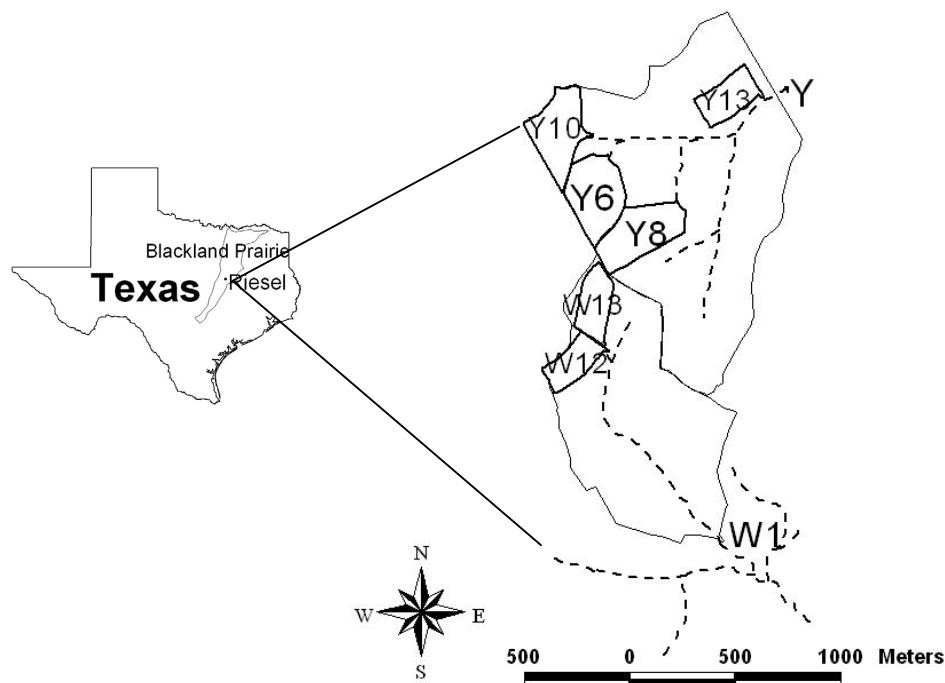 Y13
Y
Y10
Y6
Y8
Blackland Prairie
Texas
Riesel
W13
W12
W1
N
W E
S
500 0 500 1000 Meters